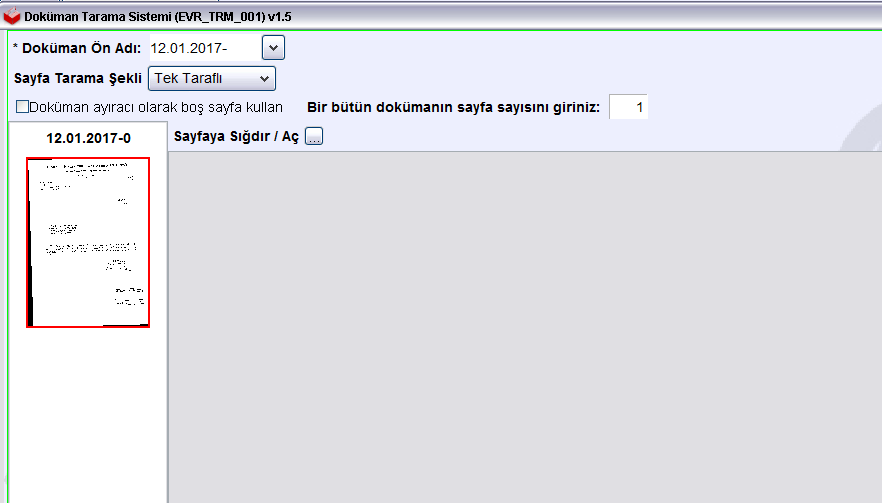 Doküman Tarama Sistemi (EVR_TRM_001) v1.5
* Doküman Ön Adı: 12.01.2017-
Sayfa Tarama Şekli Tek Taraflı
Doküman ayıracı olarak boş sayfa kullan Bir bütün dokümanın sayfa sayısını giriniz: 1
12.01.2017-0 Sayfaya Sığdır / Aç ...